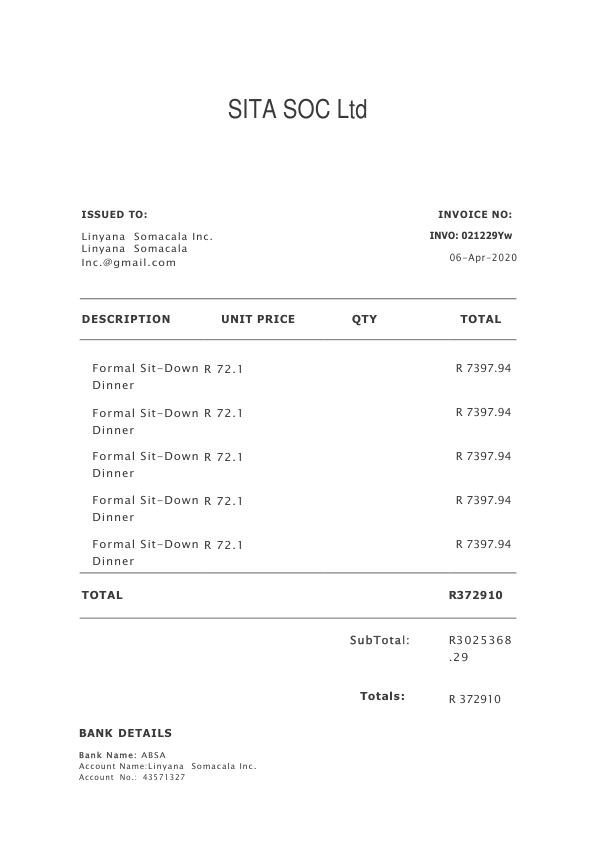 SITA SOC Ltd
ISSUED TO:
INVOICE NO:
Linyana Somacala Inc.
INVO: 021229Yw
Linyana Somacala
Inc.@gmail.com
06-Apr-2020
DESCRIPTION UNIT PRICE QTY TOTAL
Formal Sit-Down R 72.1 R 7397.94
Dinner
Formal Sit-Down R 72.1 R 7397.94
Dinner
Formal Sit-Down R 72.1 R 7397.94
Dinner
Formal Sit-Down R 72.1 R 7397.94
Dinner
Formal Sit-Down R 72.1 R 7397.94
Dinner
TOTAL R372910
SubTotal: R3025368
.29
Totals: R 372910
BANK DETAILS
Bank Name: ABSA
Account Name:Linyana Somacala Inc.
Account No.: 43571327